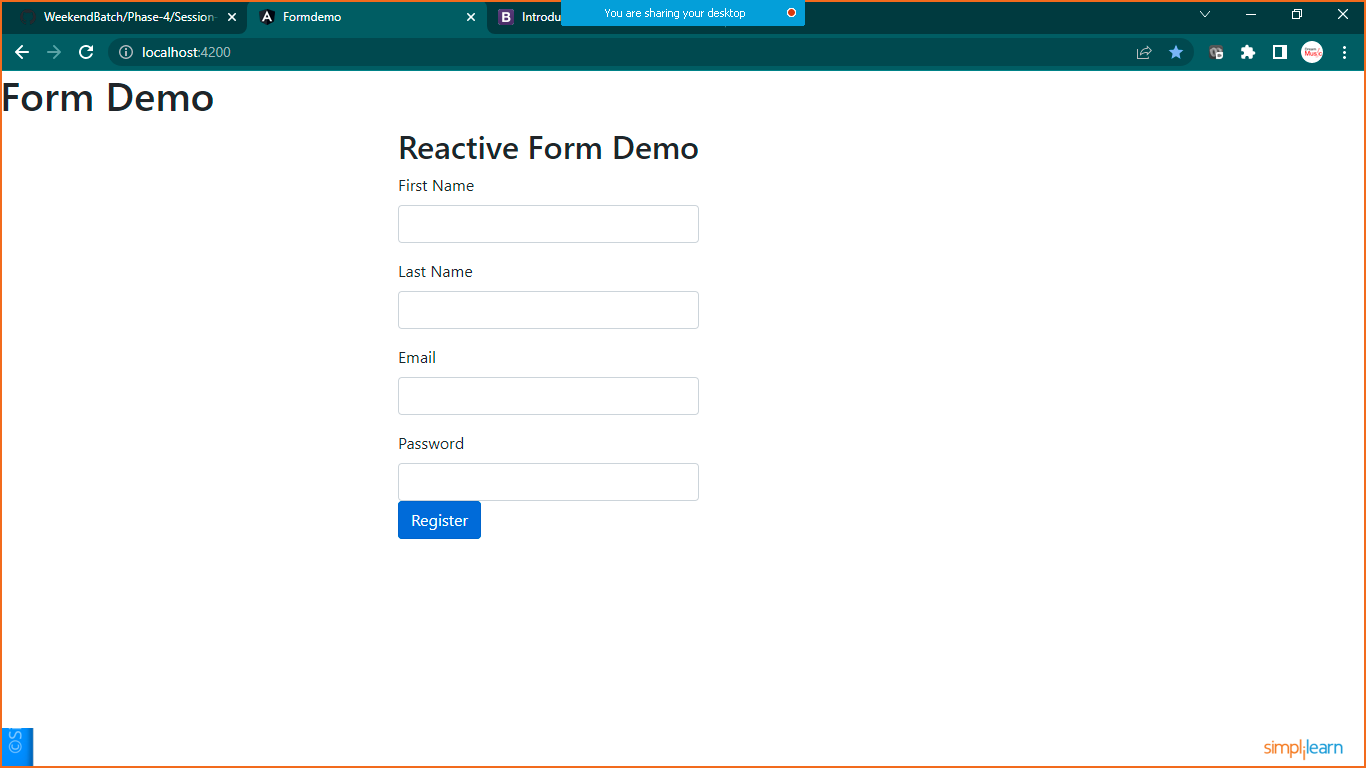 WeekendBatch/Phase-4/Session-
Formdemo
Introdu
You are sharing your desktop
localhost:4200
Form Demo
Reactive Form Demo
First Name
Last Name
Email
Password
Register
simplilearn